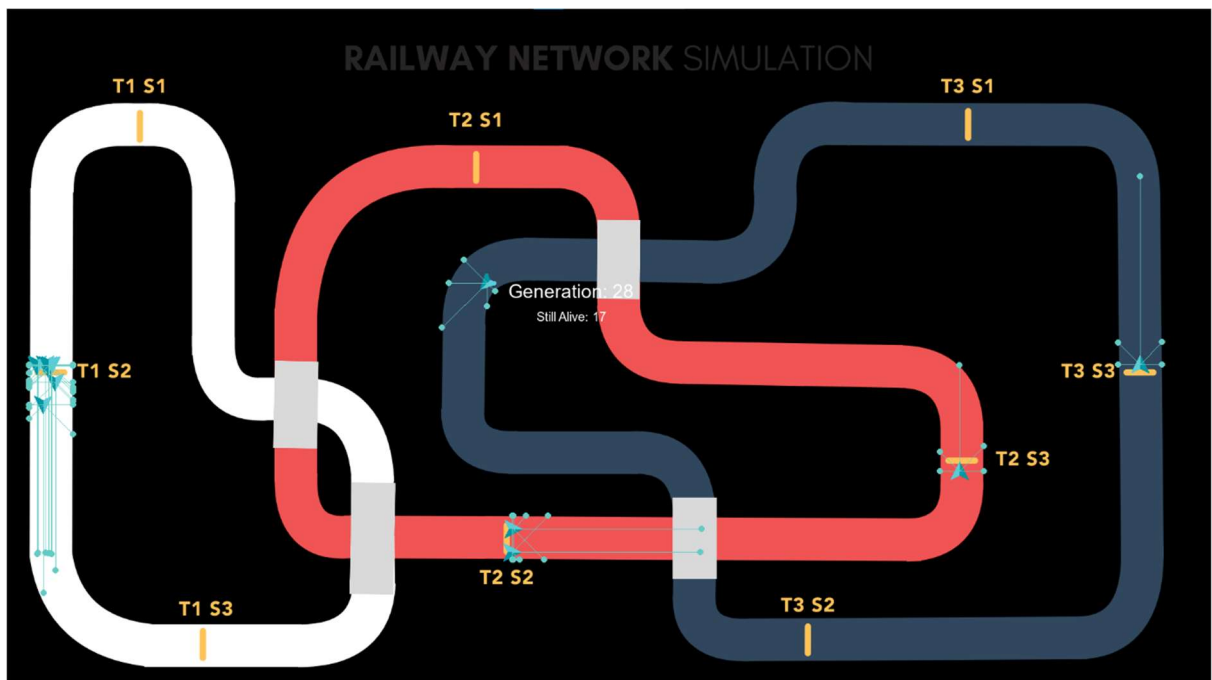 RAILWAY NETWORK SIMULATION
T1 S1
T3 S1
T2 S1
Generation: 28
Still Alive: 17
T1 S2
T3 S3
T2 S3
T2 S2
T1 S3
T3 S2